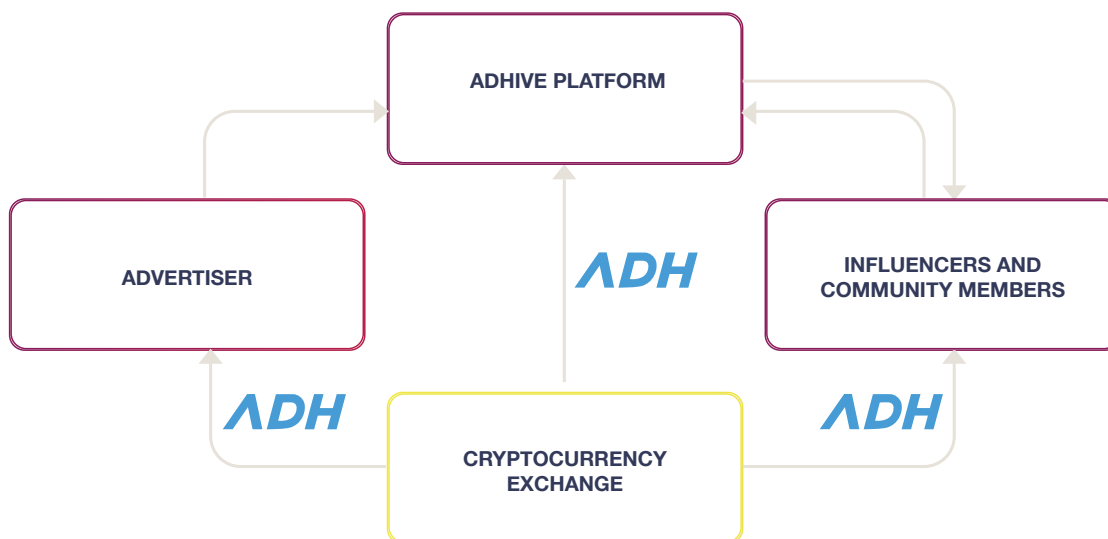 ADHIVE PLATFORM
ADVERTISER
ADH
INFLUENCERS AND
COMMUNITY MEMBERS
ADH
ADH
CRYPTOCURRENCY
EXCHANGE